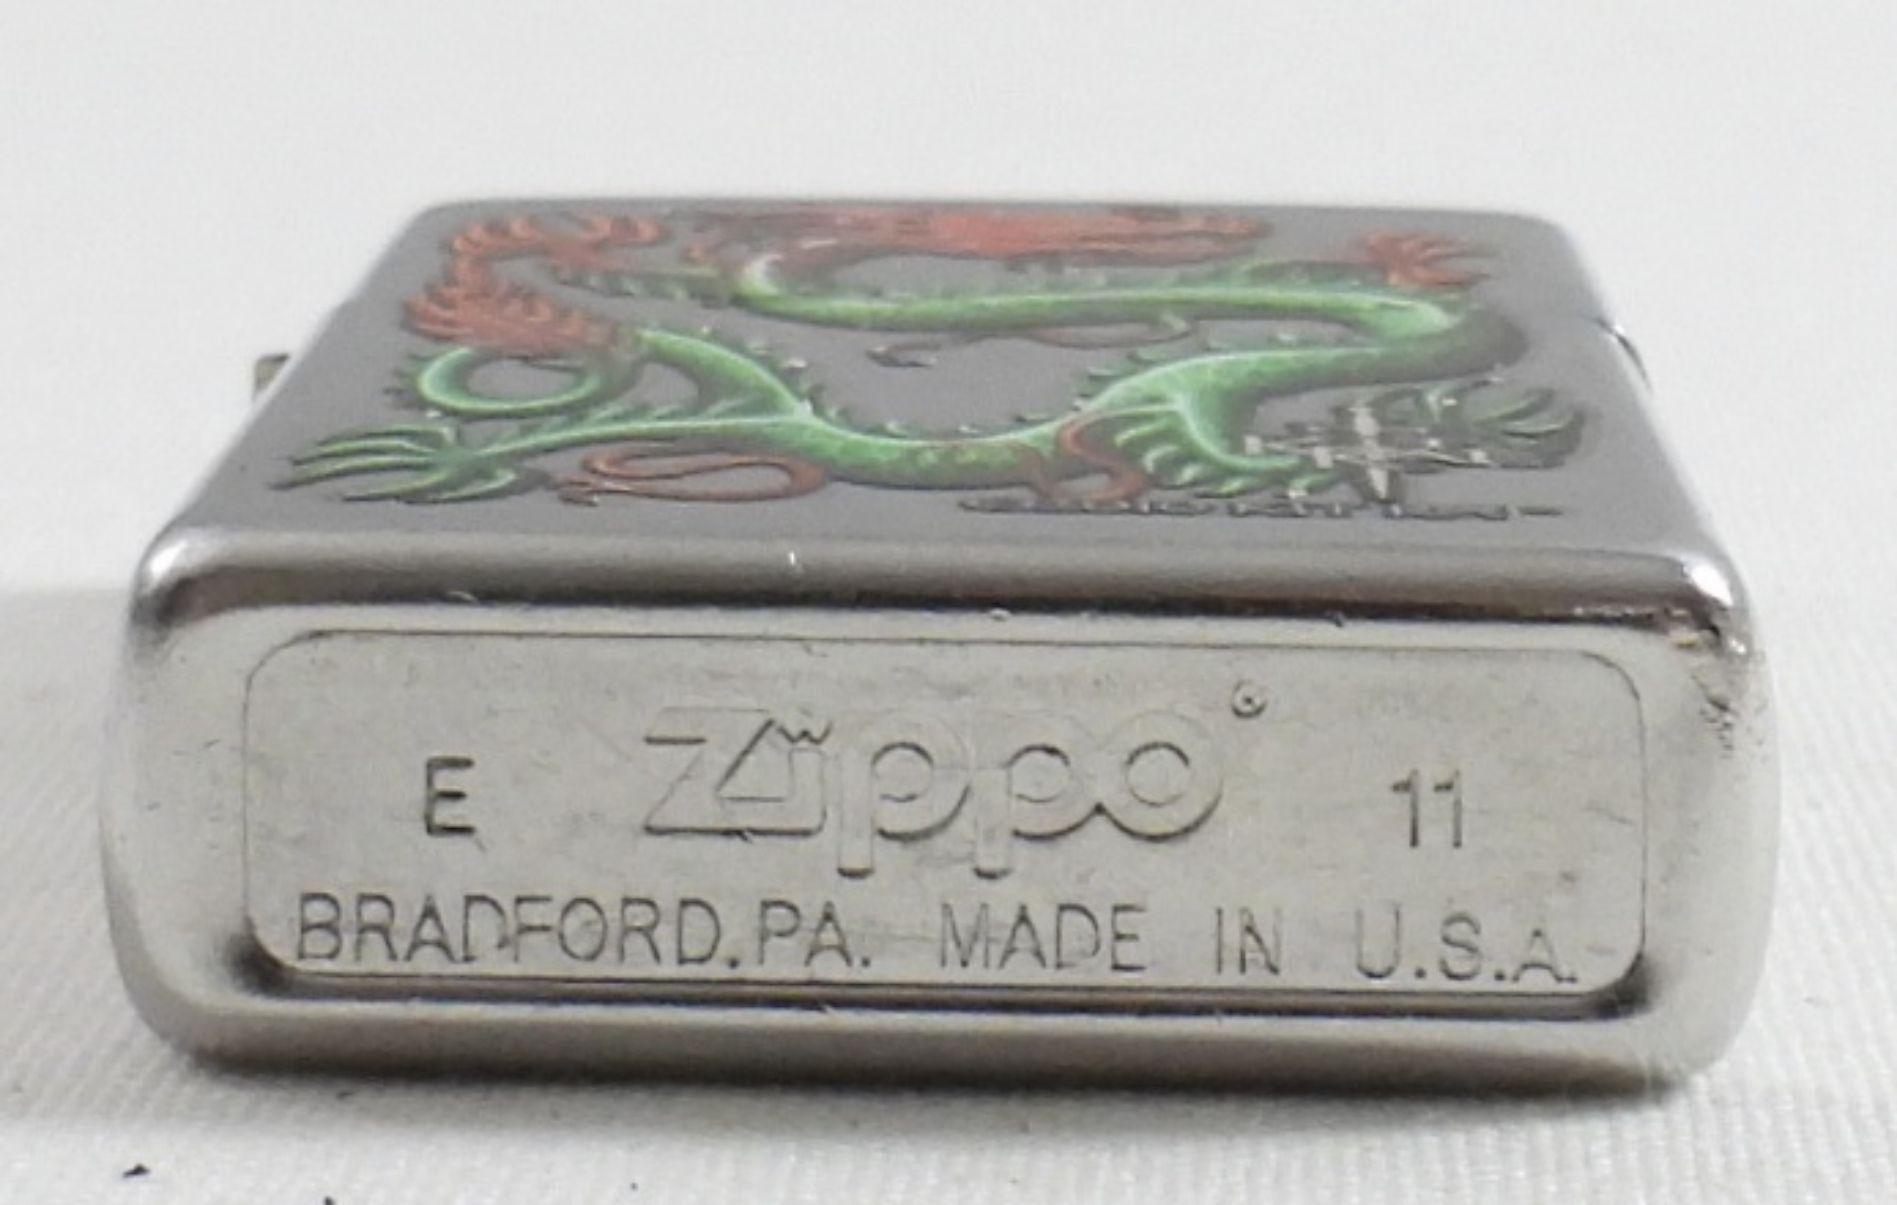 E Zippo® 11
BRADFORD.PA. MADE IN U.S.A.